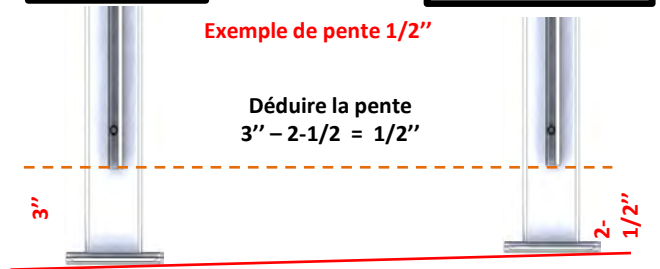 Exemple de pente 1/2’’
Déduire la pente
3’’ – 2-1/2 = 1/2’’
3’’
2-
1/2’’